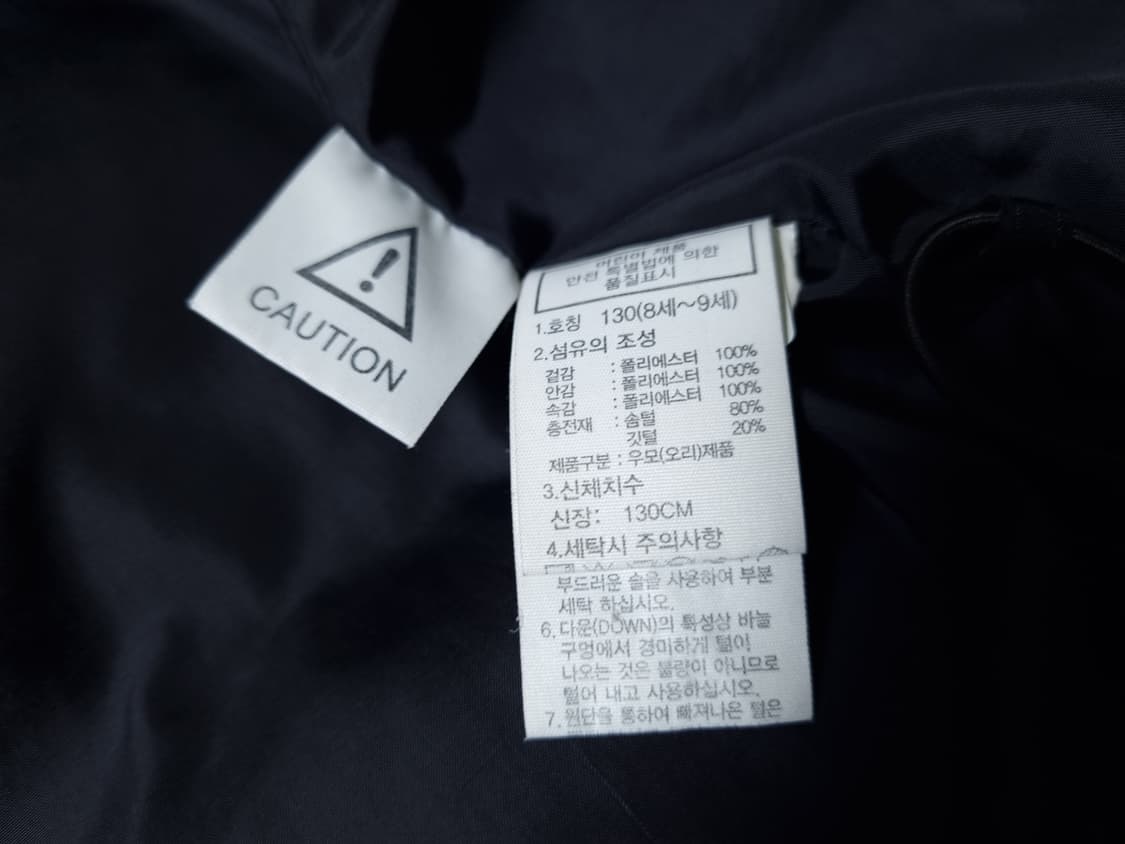 CAUTION
어린이 제품
안전 특별법에 의한
품질표시
1.호칭 130(8세~9세)
2.섬유의 조성
겉감 : 폴리에스터 100%
안감 : 폴리에스터 100%
속감 : 폴리에스터 100%
충전재 : 솜털 80%
깃털 20%
제품구분 : 우모(오리)제품
3.신체치수
신장: 130CM
4.세탁시 주의사항
부드러운 솔을 사용하여 부분
세탁 하십시오.
6.다운(DOWN)의 특성상 바늘
구멍에서 경미하게 털이
나오는 것은 불량이 아니므로
털어 내고 사용하십시오.
7.원단을 통하여 빠져나온 털은